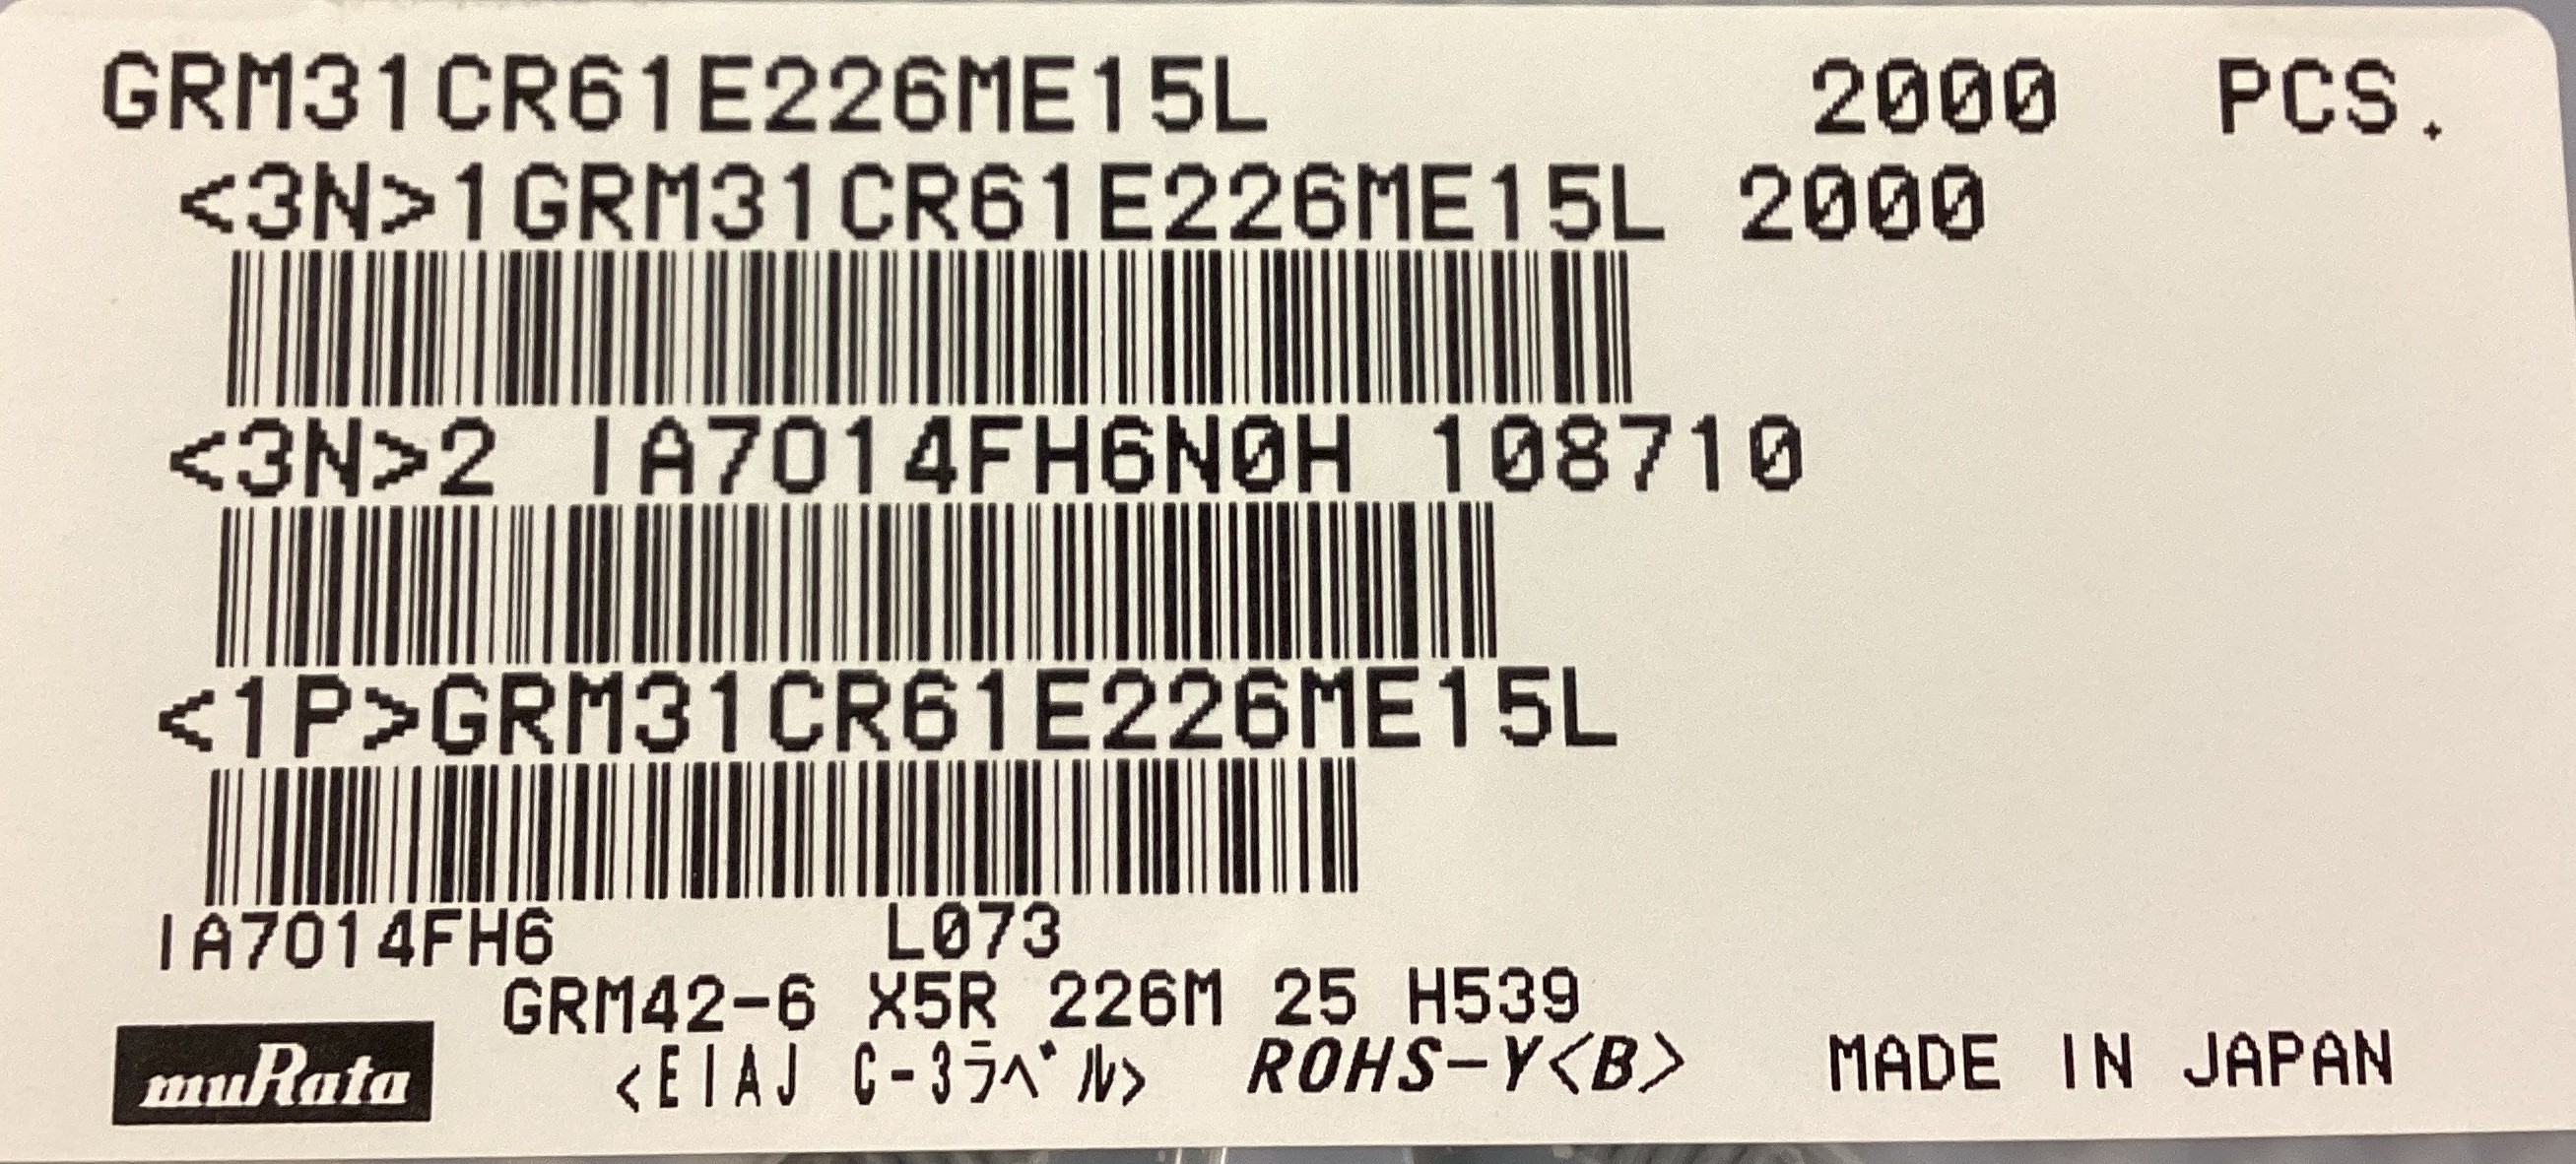 GRM31CR61E226ME15L 2000 PCS.
<3N>1GRM31CR61E226ME15L 2000
<3N>2 IA7014FH6N0H 108710
<1P>GRM31CR61E226ME15L
IA7014FH6 L073
GRM42-6 X5R 226M 25 H539
muRata <EIAJ C-3ラベル> ROHS-Y<B> MADE IN JAPAN